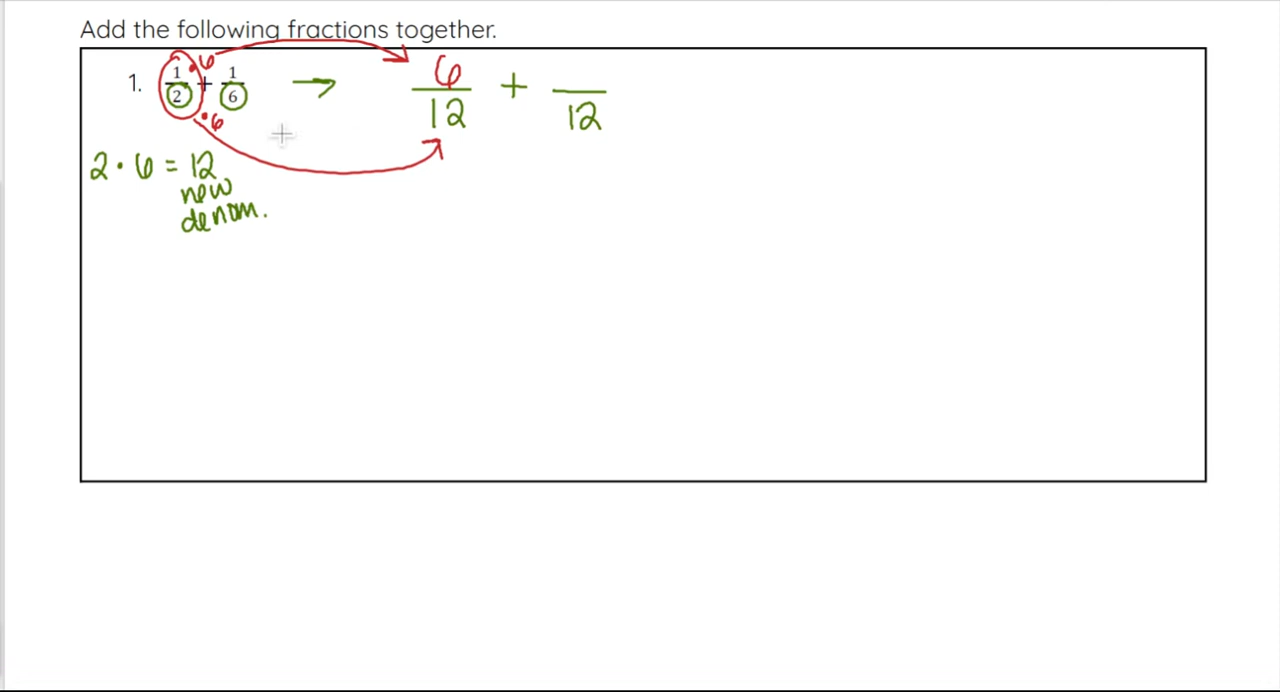 Add the following fractions together.
1. 1/2 + 1/6 → 6/12 + __/12
·6
·6
2 · 6 = 12
new
denom.